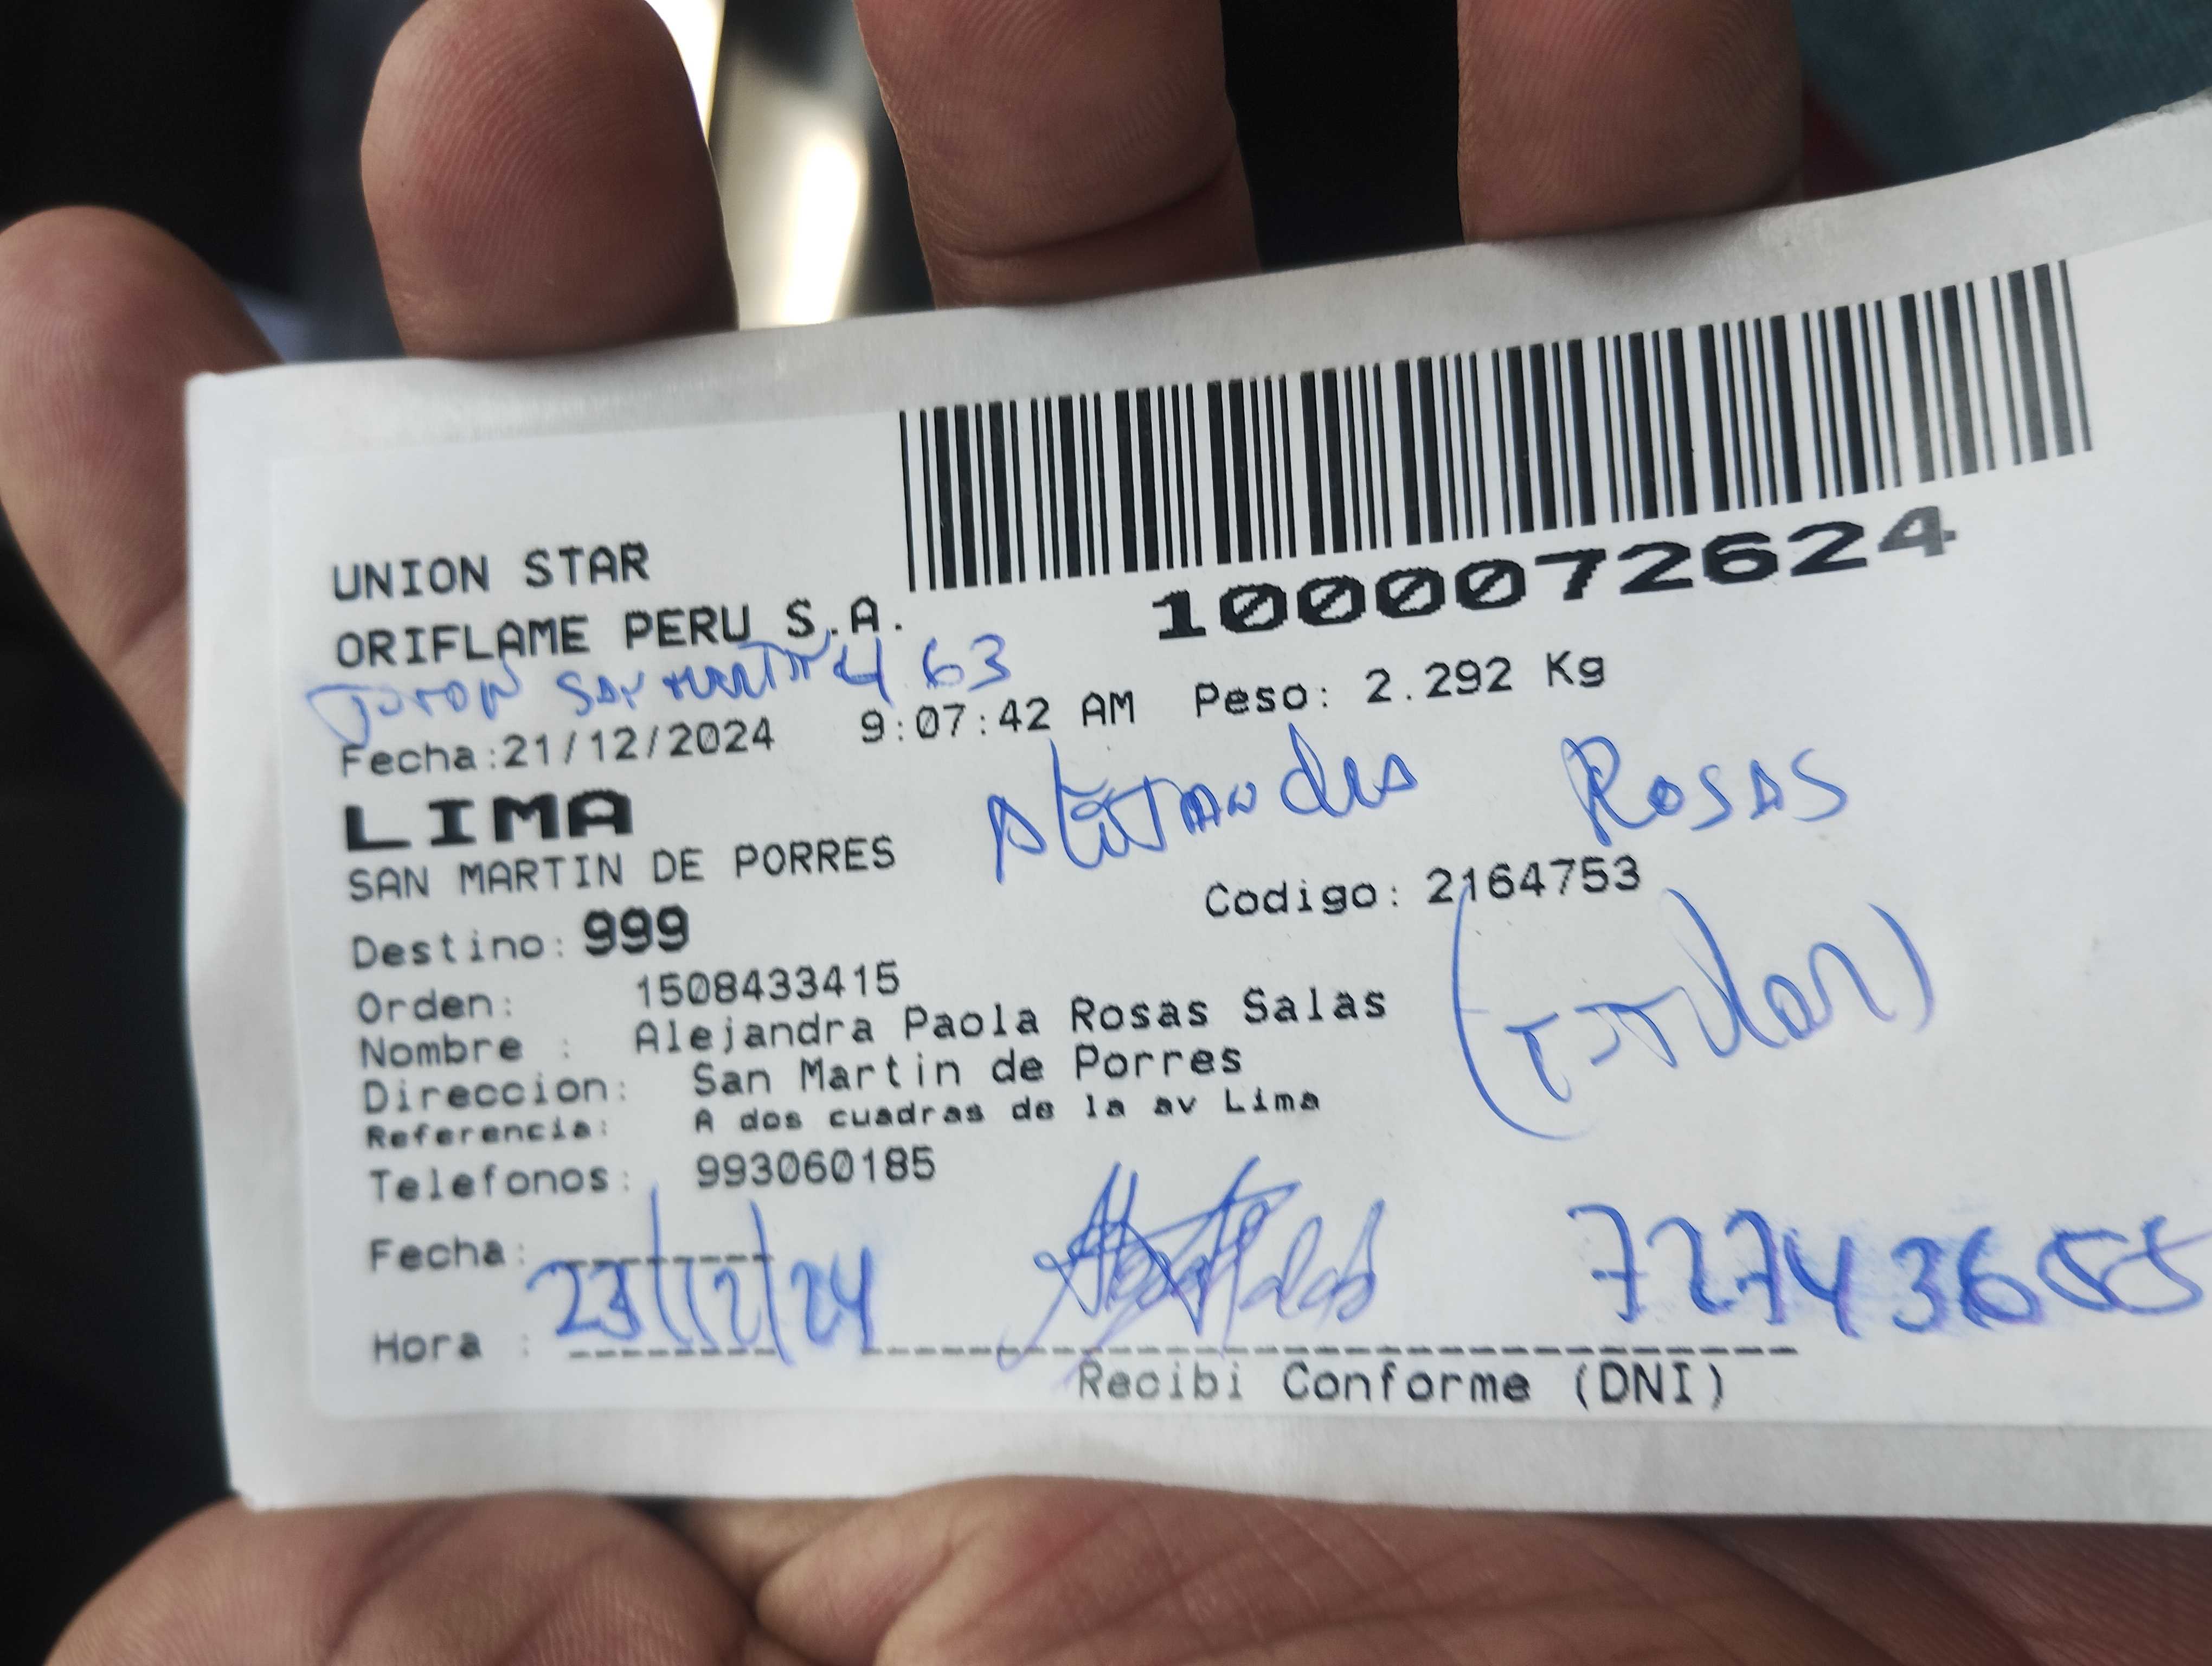 1000072624
UNION STAR
ORIFLAME PERU S.A.
463
Fecha:21/12/2024 9:07:42 AM Peso: 2.292 Kg
LIMA
Rosas
SAN MARTIN DE PORRES
Codigo: 2164753
Destino: 999
Orden: 1508433415
Nombre : Alejandra Paola Rosas Salas
Direccion: San Martin de Porres
Referencia: A dos cuadras de la av Lima
Telefonos: 993060185
Fecha:
23/12/24
72743655
Hora :
Recibi Conforme (DNI)